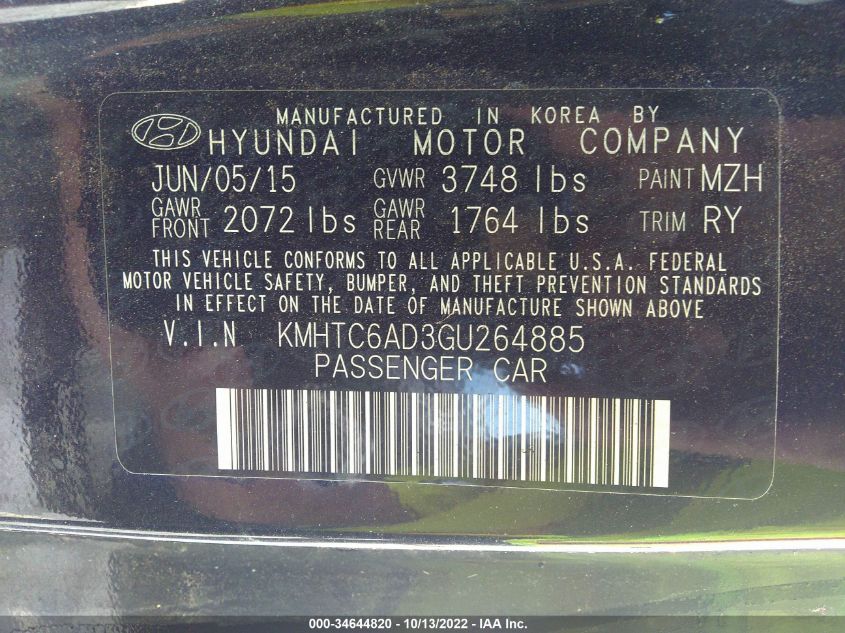 MANUFACTURED IN KOREA BY
HYUNDAI MOTOR COMPANY
JUN/05/15 GVWR 3748 lbs PAINT MZH
GAWR FRONT 2072 lbs GAWR REAR 1764 lbs TRIM RY
THIS VEHICLE CONFORMS TO ALL APPLICABLE U.S.A. FEDERAL
MOTOR VEHICLE SAFETY, BUMPER, AND THEFT PREVENTION STANDARDS
IN EFFECT ON THE DATE OF MANUFACTURE SHOWN ABOVE
V.I.N KMHTC6AD3GU264885
PASSENGER CAR
000-34644820 - 10/13/2022 - IAA Inc.